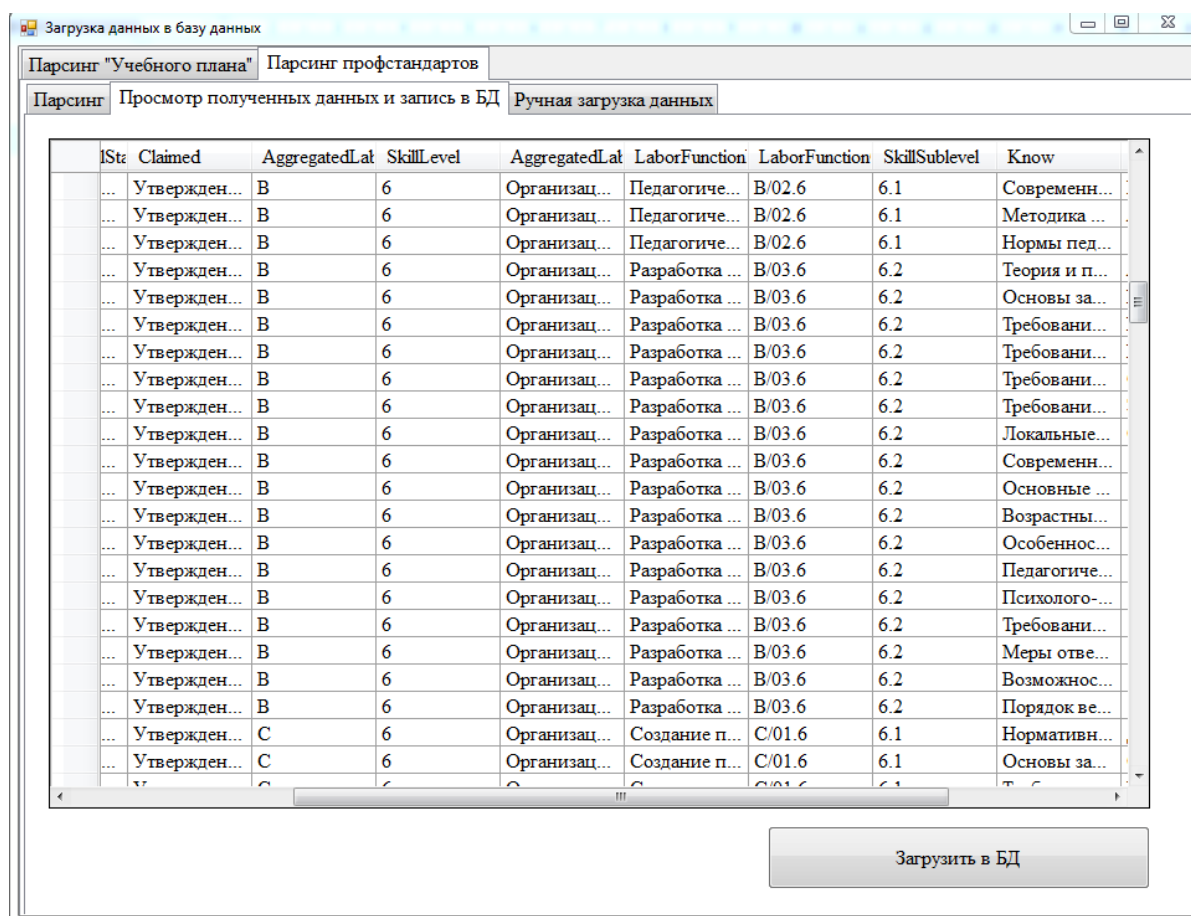 Загрузка данных в базу данных
Парсинг "Учебного плана" Парсинг профстандартов
Парсинг Просмотр полученных данных и запись в БД Ручная загрузка данных
lSta Claimed AggregatedLab SkillLevel AggregatedLab LaborFunction LaborFunction SkillSublevel Know
... Утвержден... B 6 Организац... Педагогиче... B/02.6 6.1 Современн...
... Утвержден... B 6 Организац... Педагогиче... B/02.6 6.1 Методика ...
... Утвержден... B 6 Организац... Педагогиче... B/02.6 6.1 Нормы пед...
... Утвержден... B 6 Организац... Разработка ... B/03.6 6.2 Теория и п...
... Утвержден... B 6 Организац... Разработка ... B/03.6 6.2 Основы за...
... Утвержден... B 6 Организац... Разработка ... B/03.6 6.2 Требовани...
... Утвержден... B 6 Организац... Разработка ... B/03.6 6.2 Требовани...
... Утвержден... B 6 Организац... Разработка ... B/03.6 6.2 Требовани...
... Утвержден... B 6 Организац... Разработка ... B/03.6 6.2 Требовани...
... Утвержден... B 6 Организац... Разработка ... B/03.6 6.2 Локальные...
... Утвержден... B 6 Организац... Разработка ... B/03.6 6.2 Современн...
... Утвержден... B 6 Организац... Разработка ... B/03.6 6.2 Основные ...
... Утвержден... B 6 Организац... Разработка ... B/03.6 6.2 Возрастны...
... Утвержден... B 6 Организац... Разработка ... B/03.6 6.2 Особеннос...
... Утвержден... B 6 Организац... Разработка ... B/03.6 6.2 Педагогиче...
... Утвержден... B 6 Организац... Разработка ... B/03.6 6.2 Психолого-...
... Утвержден... B 6 Организац... Разработка ... B/03.6 6.2 Требовани...
... Утвержден... B 6 Организац... Разработка ... B/03.6 6.2 Меры отве...
... Утвержден... B 6 Организац... Разработка ... B/03.6 6.2 Возможнос...
... Утвержден... B 6 Организац... Разработка ... B/03.6 6.2 Порядок ве...
... Утвержден... C 6 Организац... Создание п... C/01.6 6.1 Нормативн...
... Утвержден... C 6 Организац... Создание п... C/01.6 6.1 Основы за...
Загрузить в БД